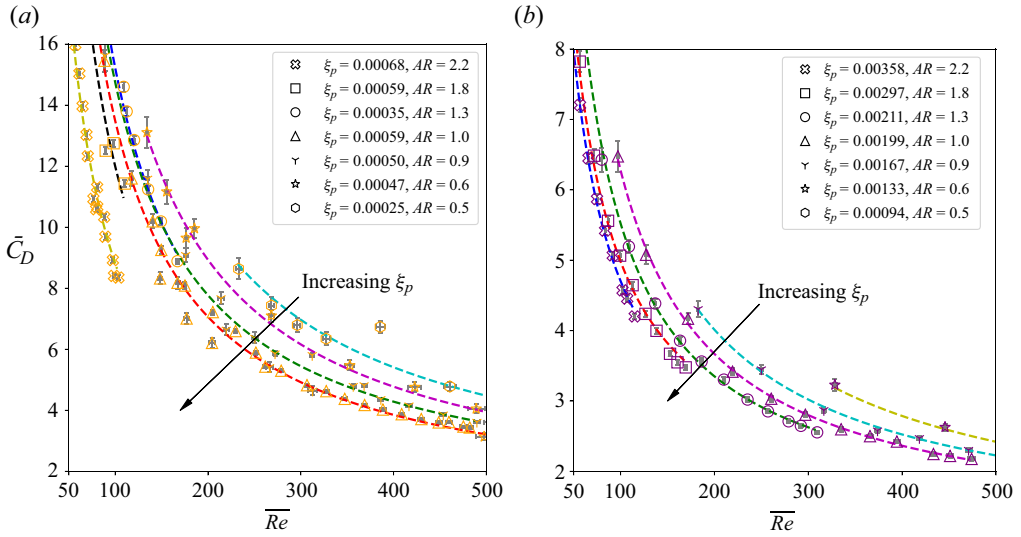 (a)
16
14
12
10
8
6
4
2
C̄_D
50
100
200
300
400
500
R̅e̅
ξₚ = 0.00068, AR = 2.2
ξₚ = 0.00059, AR = 1.8
ξₚ = 0.00035, AR = 1.3
ξₚ = 0.00059, AR = 1.0
ξₚ = 0.00050, AR = 0.9
ξₚ = 0.00047, AR = 0.6
ξₚ = 0.00025, AR = 0.5
Increasing ξₚ
(b)
8
7
6
5
4
3
2
50
100
200
300
400
500
R̅e̅
ξₚ = 0.00358, AR = 2.2
ξₚ = 0.00297, AR = 1.8
ξₚ = 0.00211, AR = 1.3
ξₚ = 0.00199, AR = 1.0
ξₚ = 0.00167, AR = 0.9
ξₚ = 0.00133, AR = 0.6
ξₚ = 0.00094, AR = 0.5
Increasing ξₚ